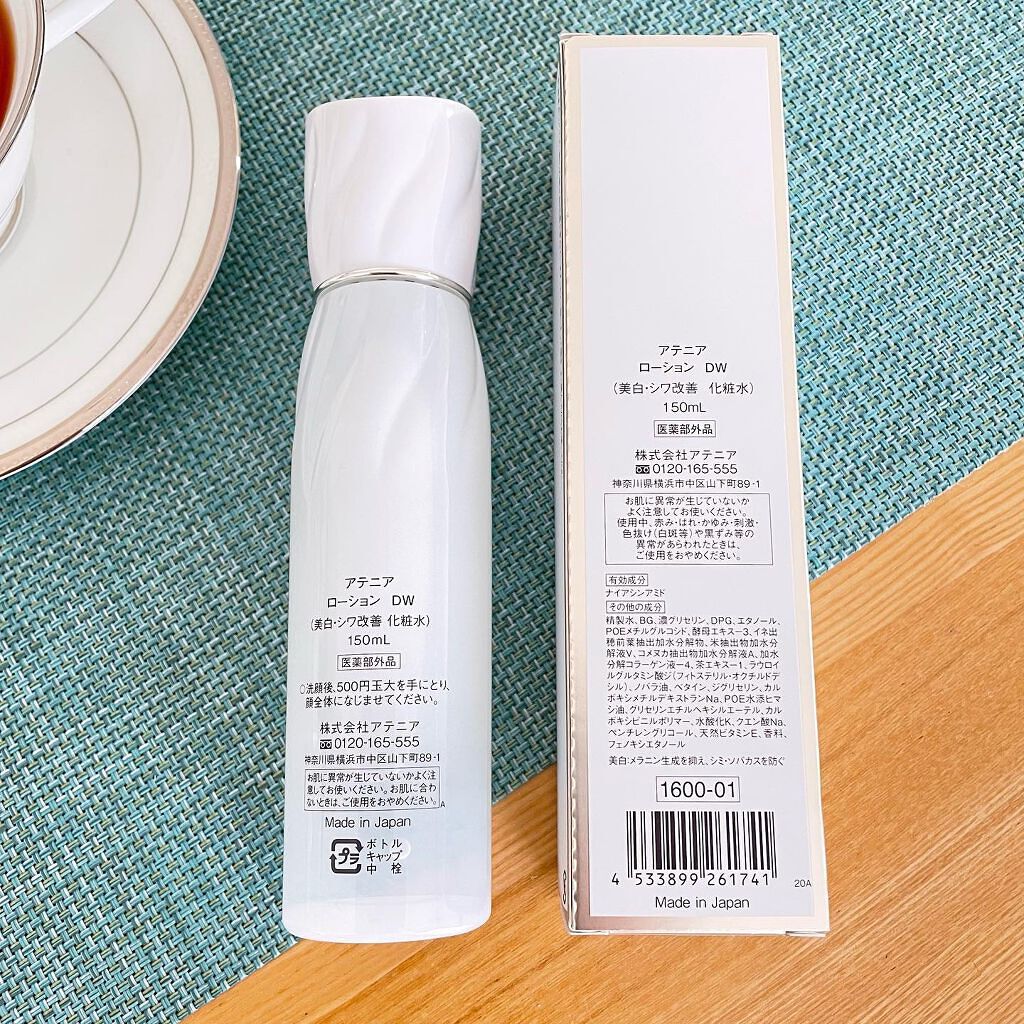 アテニア
ローション DW
(美白・シワ改善 化粧水)
150mL
医薬部外品
○洗顔後、500円玉大を手にとり、
顔全体になじませてください。
株式会社アテニア
0120-165-555
神奈川県横浜市中区山下町89-1
お肌に異常が生じていないかよく注
意してお使いください。お肌に合わ
ないときは、ご使用をおやめください。
A
Made in Japan
プラ
ボトル
キャップ
中 栓
アテニア
ローション DW
(美白・シワ改善 化粧水)
150mL
医薬部外品
株式会社アテニア
0120-165-555
神奈川県横浜市中区山下町89-1
お肌に異常が生じていないか
よく注意してお使いください。
使用中、赤み・はれ・かゆみ・刺激・
色抜け(白斑等)や黒ずみ等の
異常があらわれたときは、
ご使用をおやめください。
有効成分
ナイアシンアミド
その他の成分
精製水、BG、濃グリセリン、DPG、エタノール、
POEメチルグルコシド、酵母エキス-3、イネ出
穂前葉抽出加水分解物、米抽出物加水分
解液V、コメヌカ抽出物加水分解液A、加水
分解コラーゲン液-4、茶エキス-1、ラウロイ
ルグルタミン酸ジ(フィトステリル・オクチルドデ
シル)、ノバラ油、ベタイン、ジグリセリン、カル
ボキシメチルデキストランNa、POE水添ヒマ
シ油、グリセリンエチルヘキシルエーテル、カル
ボキシビニルポリマー、水酸化K、クエン酸Na、
ペンチレングリコール、天然ビタミンE、香料、
フェノキシエタノール
美白:メラニン生成を抑え、シミ・ソバカスを防ぐ
1600-01
4 533899 261741
20A
Made in Japan